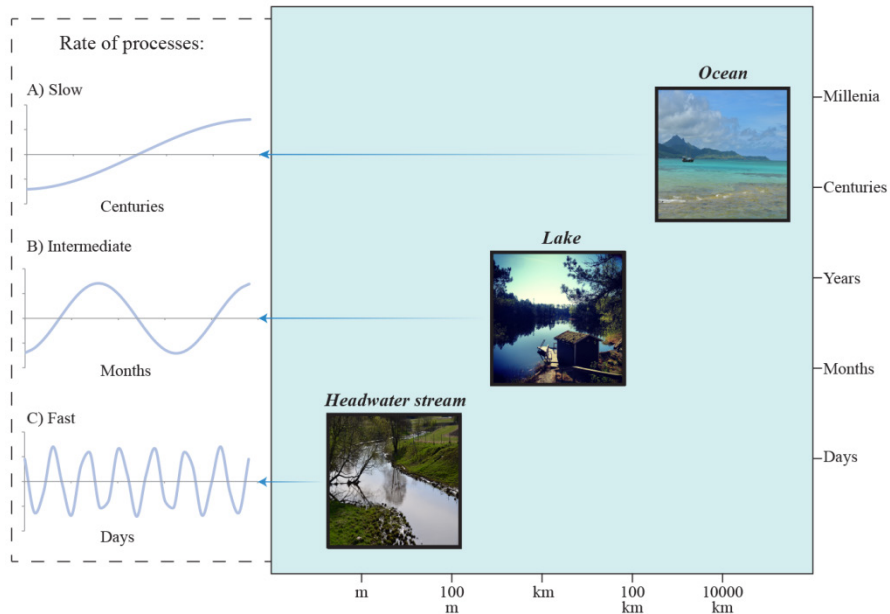 Rate of processes:
A) Slow
Centuries
B) Intermediate
Months
C) Fast
Days
Ocean
Lake
Headwater stream
Millenia
Centuries
Years
Months
Days
m
100
m
km
100
km
10000
km